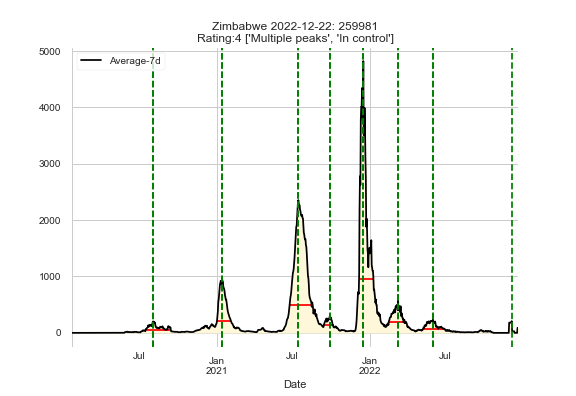 Zimbabwe 2022-12-22: 259981
Rating:4 ['Multiple peaks', 'In control']
Average-7d
5000
4000
3000
2000
1000
0
Jul
Jan
2021
Jul
Jan
2022
Jul
Date